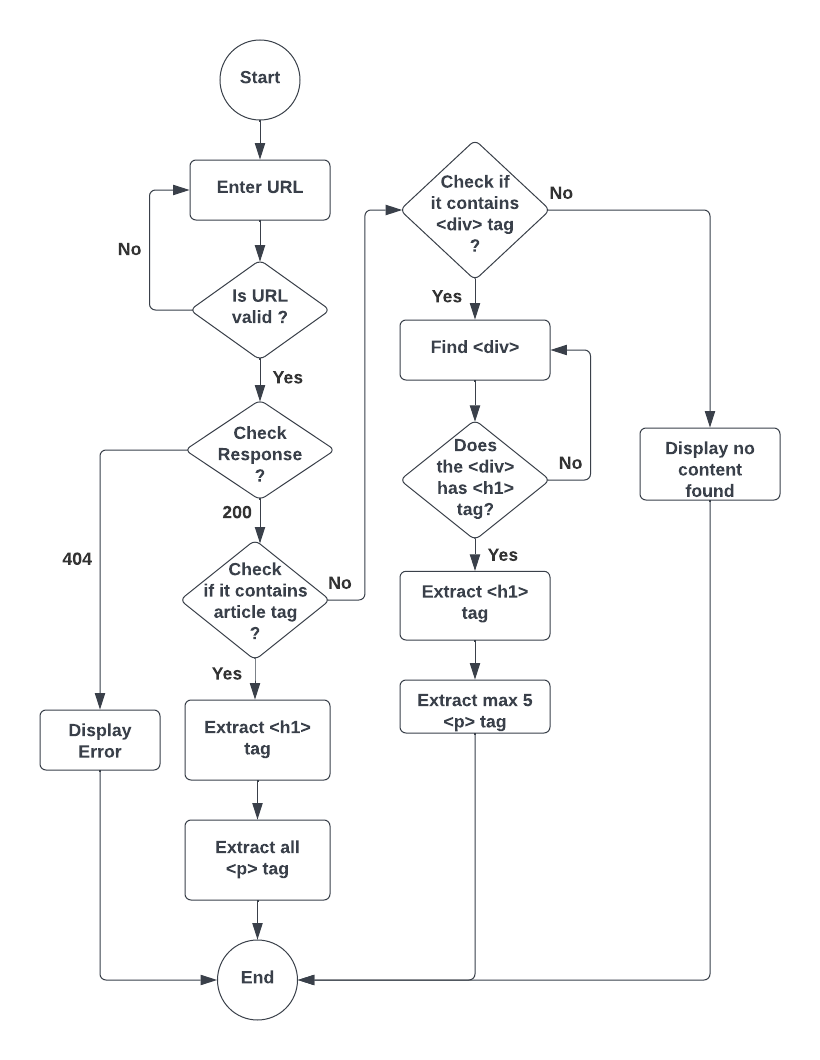 Start
Enter URL
No
Is URL
valid ?
Yes
Check
Response
?
200
404
Check
if it contains
article tag
?
No
Yes
Display
Error
Extract <h1>
tag
Extract all
<p> tag
End
Check if
it contains
<div> tag
?
No
Yes
Find <div>
Does
the <div>
has <h1>
tag?
No
Yes
Extract <h1>
tag
Extract max 5
<p> tag
Display no
content
found